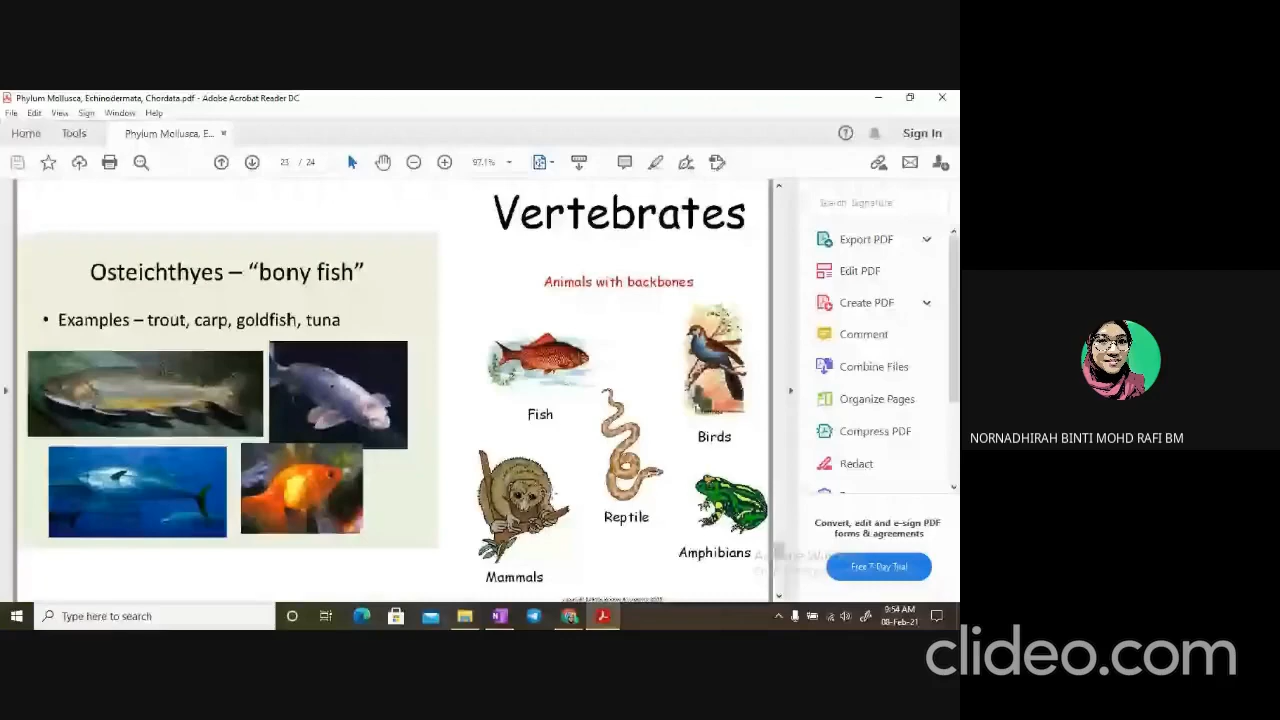 Phylum Mollusca, Echinodermata, Chordata.pdf - Adobe Acrobat Reader DC
File Edit View Sign Window Help
Home Tools Phylum Mollusca, E... × Sign In
23 / 24 97.1%
Vertebrates
Animals with backbones
Osteichthyes – “bony fish”
• Examples – trout, carp, goldfish, tuna
Fish
Birds
Reptile
Mammals
Amphibians
Search Signature
Export PDF
Edit PDF
Create PDF
Comment
Combine Files
Organize Pages
Compress PDF
Redact
Convert, edit and e-sign PDF
forms & agreements
Free 7-Day Trial
NORNADHIRAH BINTI MOHD RAFI BM
Type here to search
9:54 AM
08-Feb-21
clideo.com